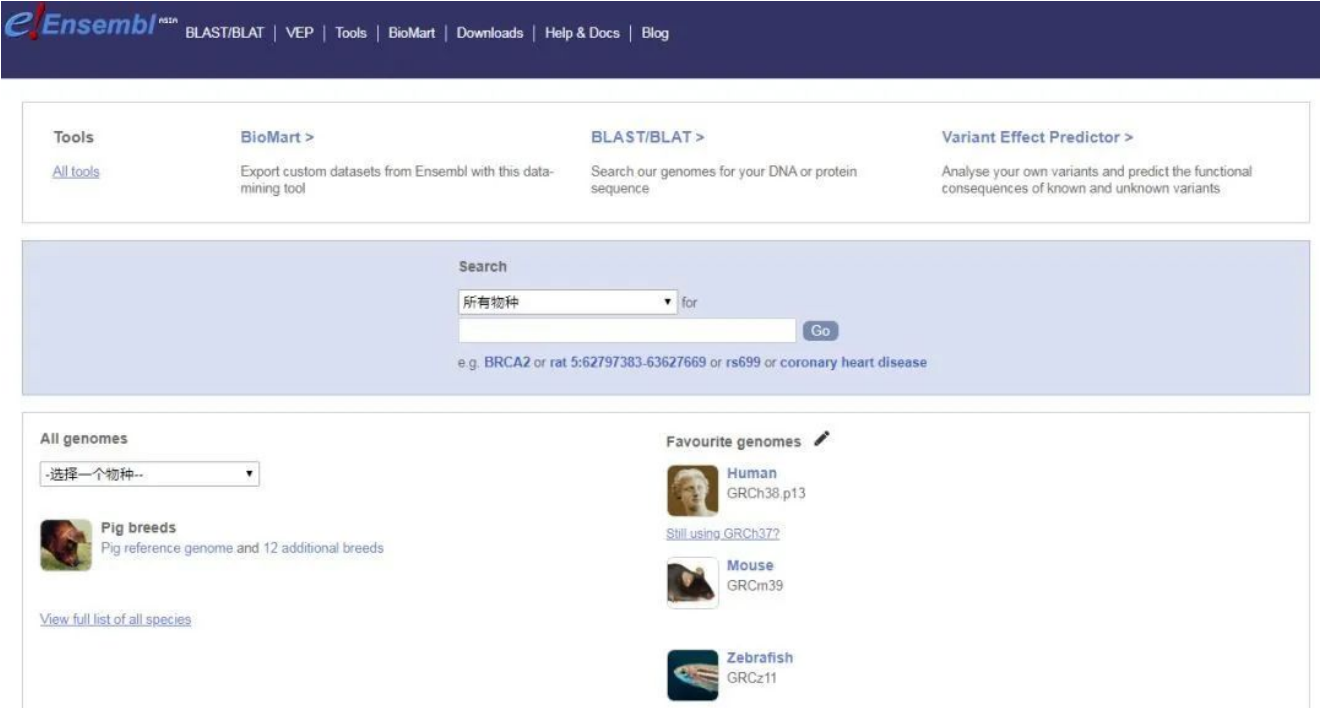 e!Ensembl ASIA
BLAST/BLAT | VEP | Tools | BioMart | Downloads | Help & Docs | Blog
Tools
All tools
BioMart >
Export custom datasets from Ensembl with this data-
mining tool
BLAST/BLAT >
Search our genomes for your DNA or protein
sequence
Variant Effect Predictor >
Analyse your own variants and predict the functional
consequences of known and unknown variants
Search
所有物种 for
Go
e.g. BRCA2 or rat 5:62797383-63627669 or rs699 or coronary heart disease
All genomes
-选择一个物种--
Pig breeds
Pig reference genome and 12 additional breeds
View full list of all species
Favourite genomes
Human
GRCh38.p13
Still using GRCh37?
Mouse
GRCm39
Zebrafish
GRCz11